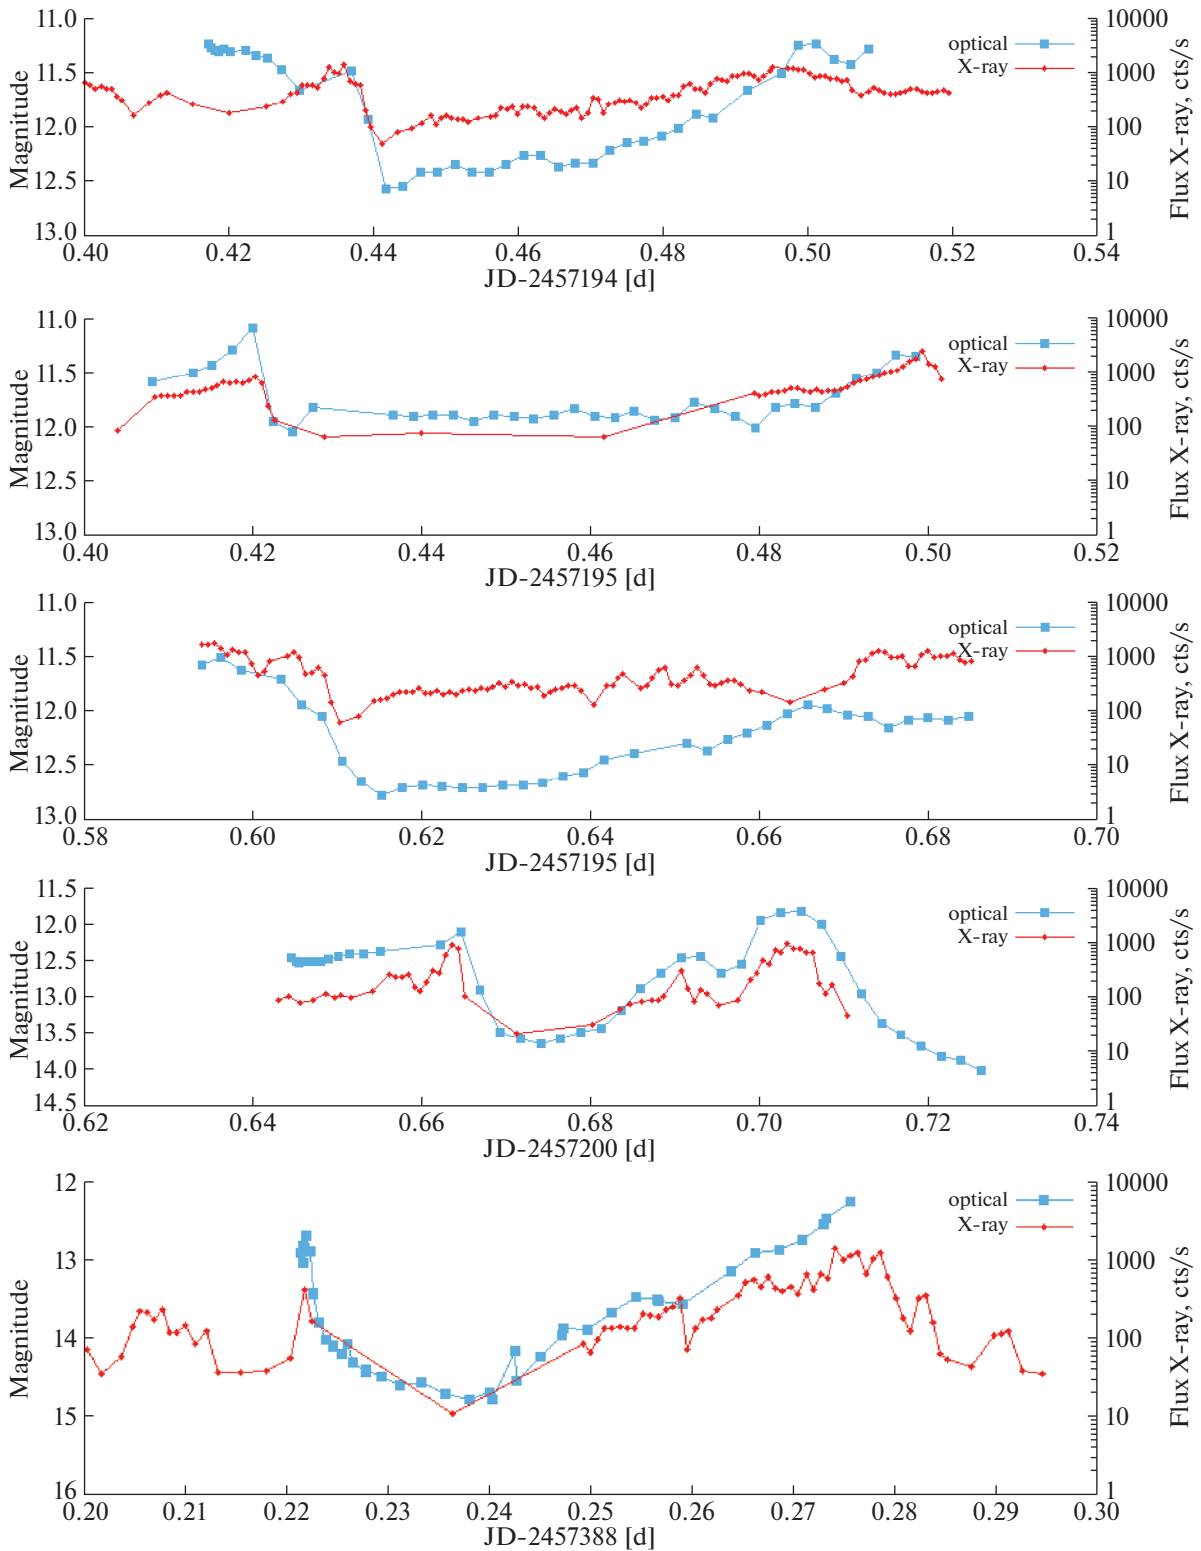 11.0
11.5
12.0
12.5
13.0
Magnitude
10000
1000
100
10
1
Flux X-ray, cts/s
optical
X-ray
0.40 0.42 0.44 0.46 0.48 0.50 0.52 0.54
JD-2457194 [d]
11.0
11.5
12.0
12.5
13.0
Magnitude
10000
1000
100
10
1
Flux X-ray, cts/s
optical
X-ray
0.40 0.42 0.44 0.46 0.48 0.50 0.52
JD-2457195 [d]
11.0
11.5
12.0
12.5
13.0
Magnitude
10000
1000
100
10
1
Flux X-ray, cts/s
optical
X-ray
0.58 0.60 0.62 0.64 0.66 0.68 0.70
JD-2457195 [d]
11.5
12.0
12.5
13.0
13.5
14.0
14.5
Magnitude
10000
1000
100
10
1
Flux X-ray, cts/s
optical
X-ray
0.62 0.64 0.66 0.68 0.70 0.72 0.74
JD-2457200 [d]
12
13
14
15
16
Magnitude
10000
1000
100
10
1
Flux X-ray, cts/s
optical
X-ray
0.20 0.21 0.22 0.23 0.24 0.25 0.26 0.27 0.28 0.29 0.30
JD-2457388 [d]